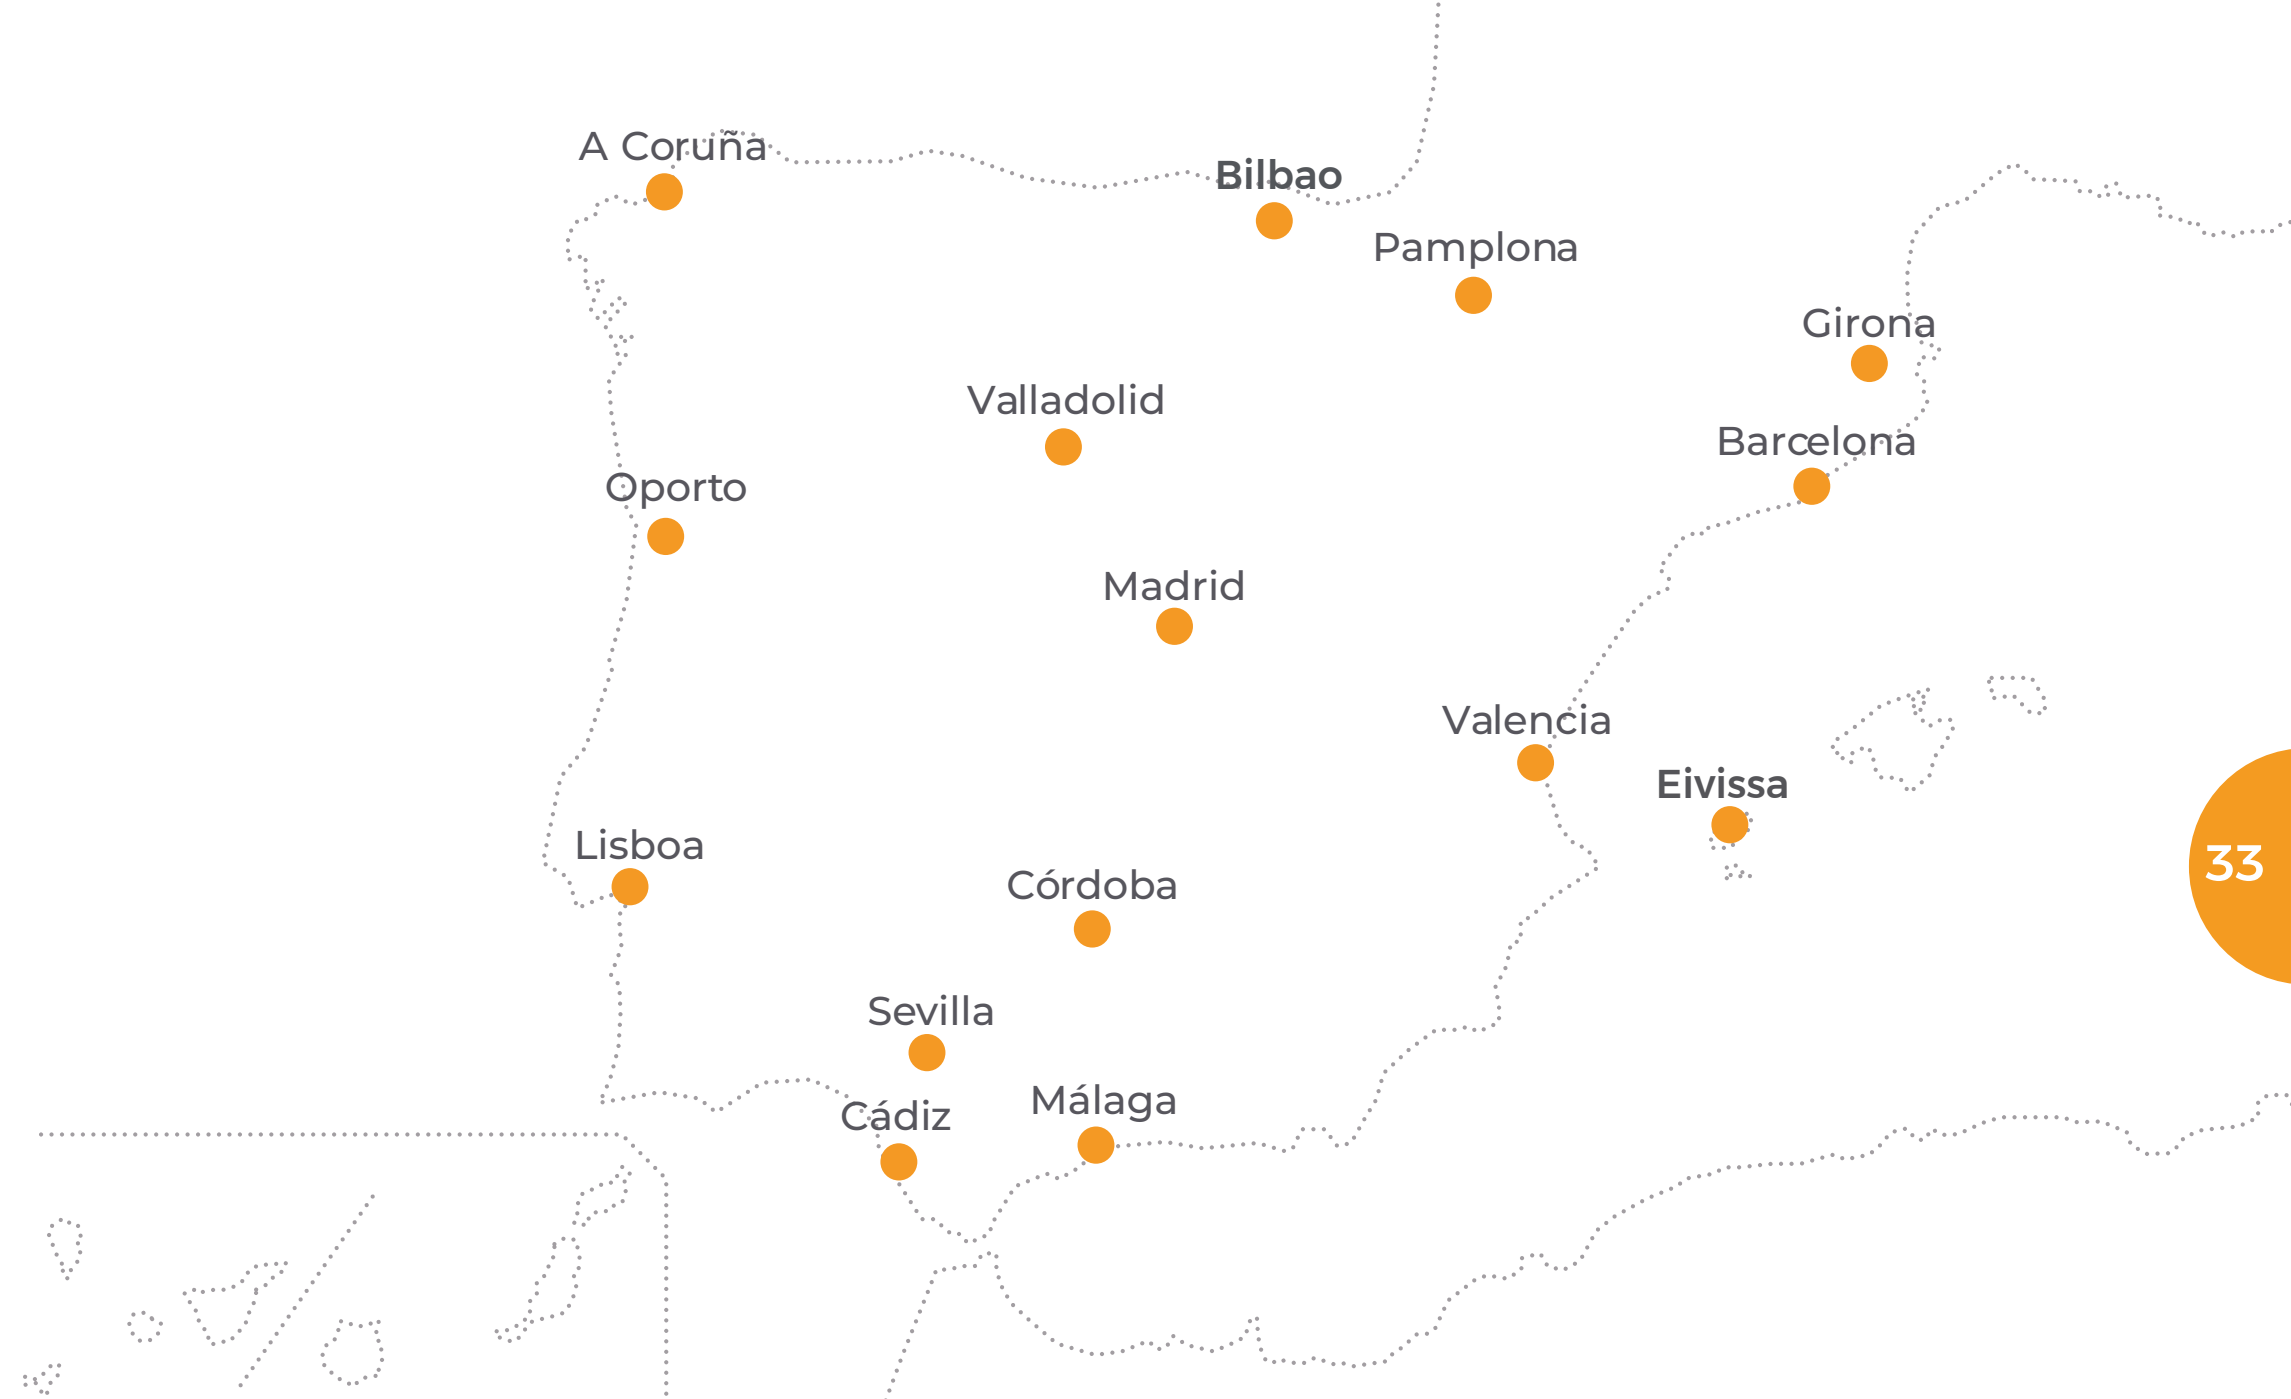 A Coruña
Bilbao
Pamplona
Girona
Valladolid
Barcelona
Oporto
Madrid
Valencia
Eivissa
Lisboa
33
Córdoba
Sevilla
Málaga
Cádiz